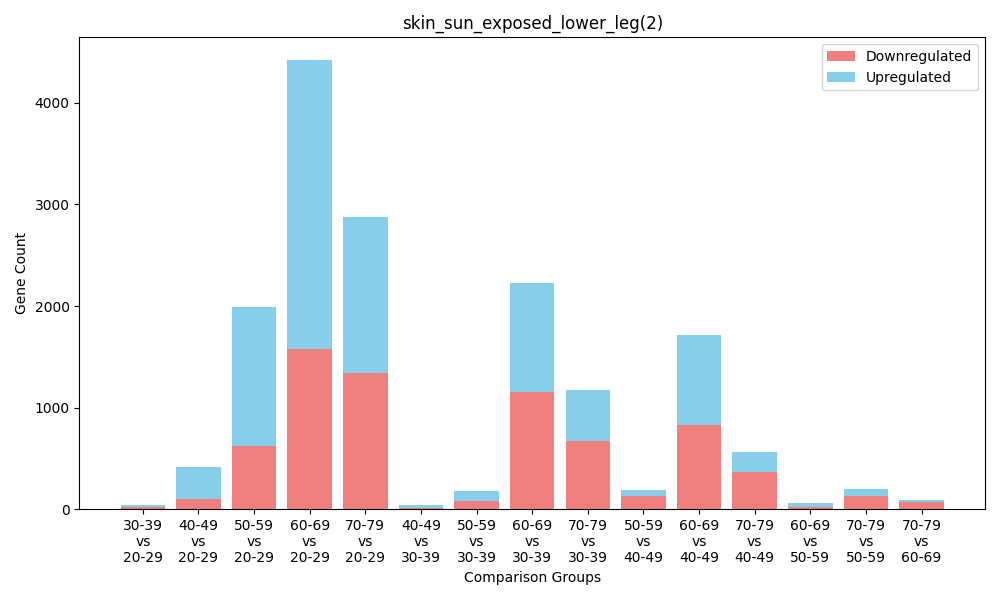 skin_sun_exposed_lower_leg(2)
Downregulated
Upregulated
Gene Count
4000
3000
2000
1000
0
30-39
vs
20-29
40-49
vs
20-29
50-59
vs
20-29
60-69
vs
20-29
70-79
vs
20-29
40-49
vs
30-39
50-59
vs
30-39
60-69
vs
30-39
70-79
vs
30-39
50-59
vs
40-49
60-69
vs
40-49
70-79
vs
40-49
60-69
vs
50-59
70-79
vs
50-59
70-79
vs
60-69
Comparison Groups